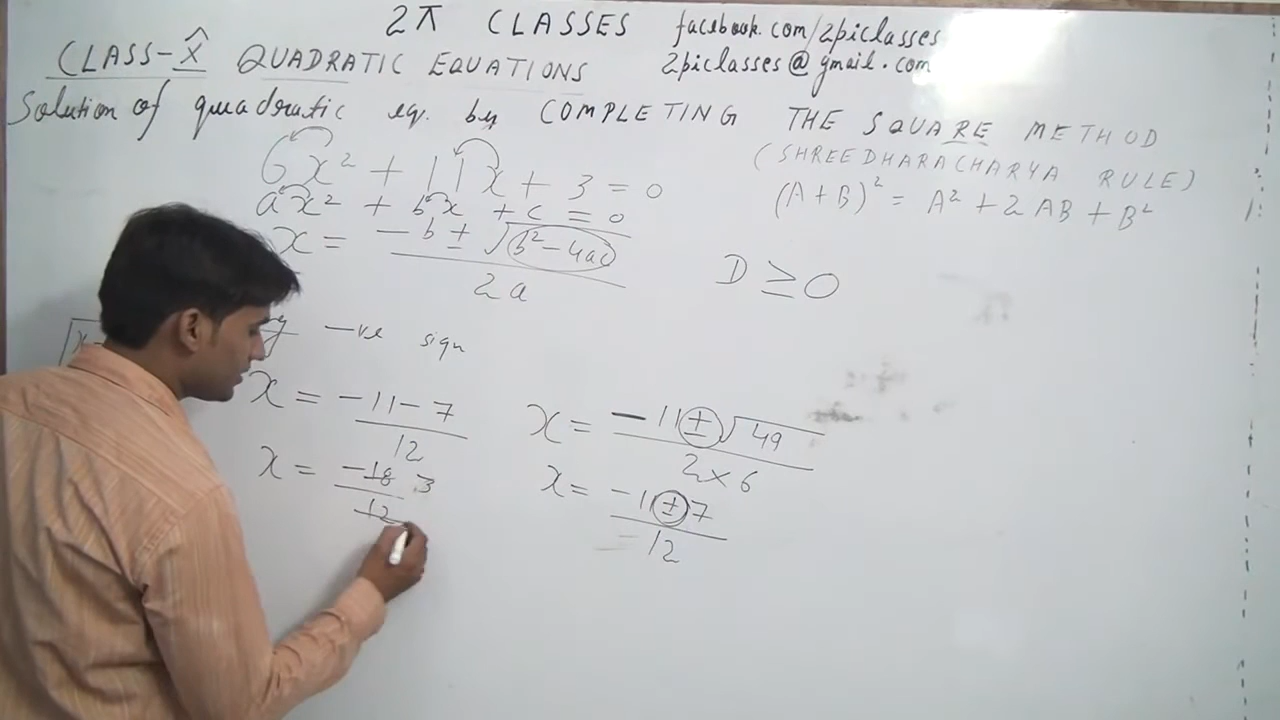 2π CLASSES facebook.com/2piclasses
CLASS-X QUADRATIC EQUATIONS 2piclasses@gmail.com
Solution of quadratic eq. by COMPLETING THE SQUARE METHOD
(SHREEDHARACHARYA RULE)
6x² + 11x + 3 = 0
(A+B)² = A² + 2AB + B²
ax² + bx + c = 0
x = (-b ± √(b² - 4ac)) / 2a
D ≥ 0
-ve sign
x = (-11 - 7) / 12
x = (-11 ± √49) / (2 × 6)
x = -18 / 12 3
x = (-11 ± 7) / 12